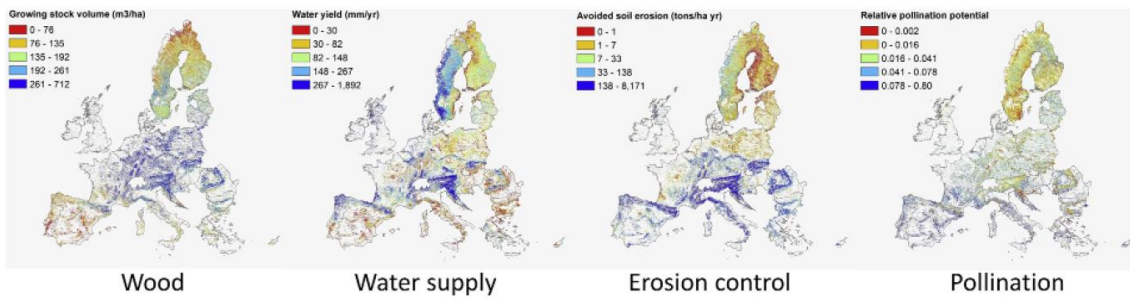 Growing stock volume (m3/ha)
0 - 76
76 - 135
135 - 192
192 - 261
261 - 712
Water yield (mm/yr)
0 - 30
30 - 82
82 - 148
148 - 267
267 - 1,892
Avoided soil erosion (tons/ha yr)
0 - 1
1 - 7
7 - 33
33 - 138
138 - 8,171
Relative pollination potential
0 - 0.002
0 - 0.016
0.016 - 0.041
0.041 - 0.078
0.078 - 0.80
Wood
Water supply
Erosion control
Pollination